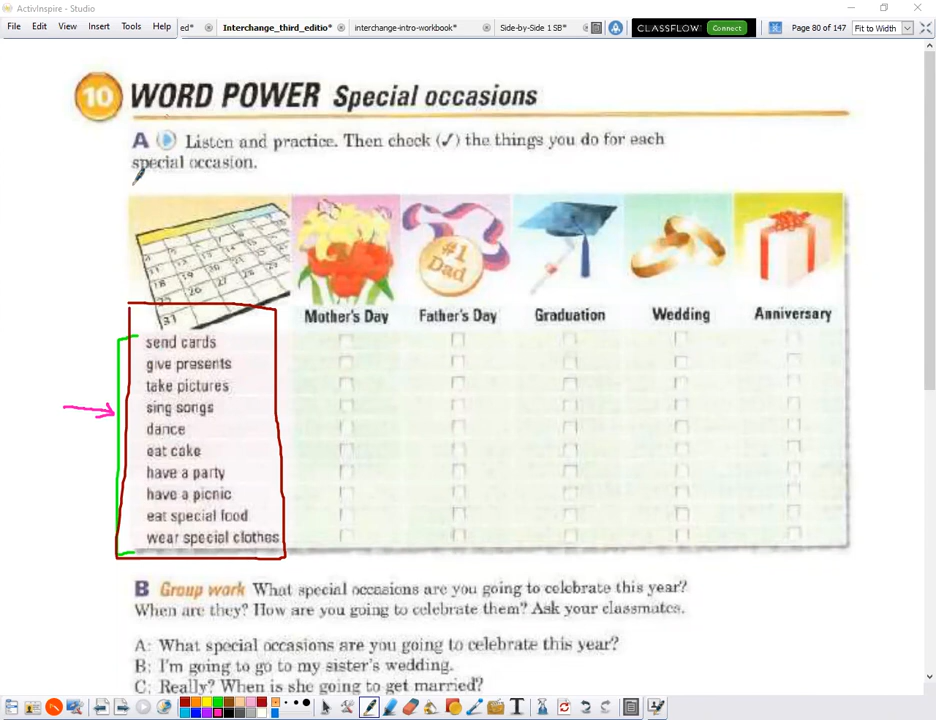 ActivInspire - Studio
File Edit View Insert Tools Help ed* Interchange_third_editio* interchange-intro-workbook* Side-by-Side 1 SB* CLASSFLOW Connect Page 80 of 147 Fit to Width
10 WORD POWER Special occasions
A Listen and practice. Then check (✓) the things you do for each
special occasion.
#1 Dad
Mother's Day Father's Day Graduation Wedding Anniversary
send cards
give presents
take pictures
sing songs
dance
eat cake
have a party
have a picnic
eat special food
wear special clothes
B Group work What special occasions are you going to celebrate this year?
When are they? How are you going to celebrate them? Ask your classmates.
A: What special occasions are you going to celebrate this year?
B: I'm going to go to my sister's wedding.
C: Really? When is she going to get married?